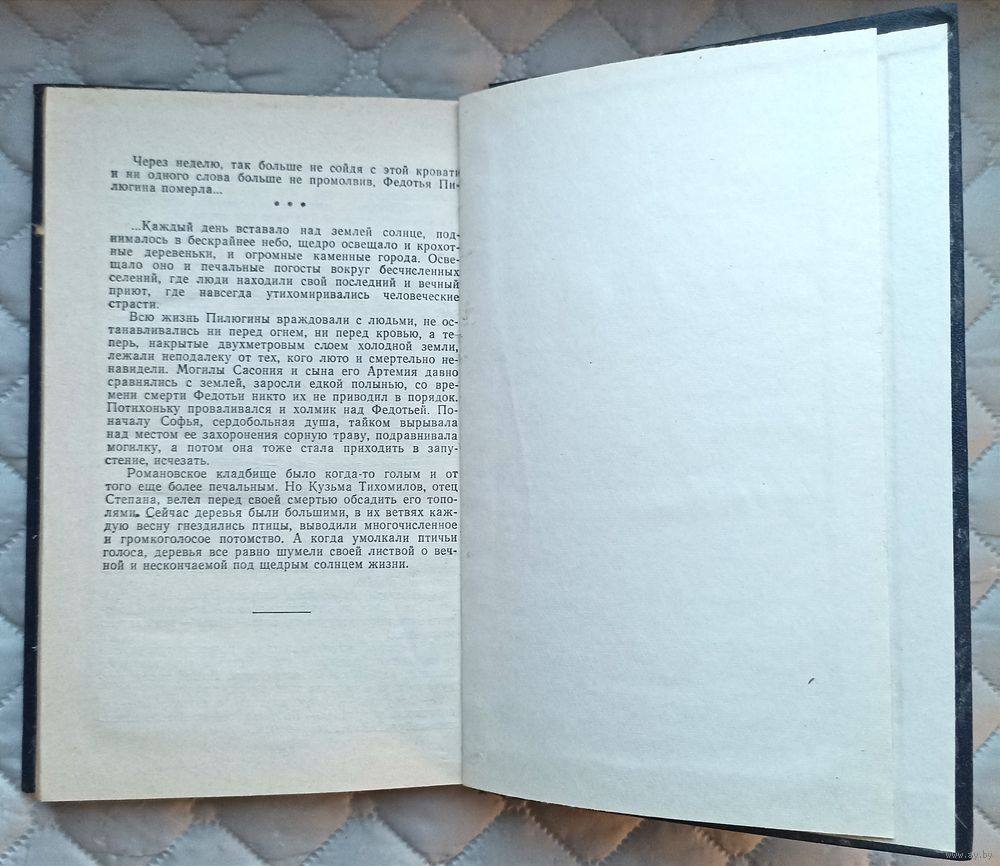 Через неделю, так больше не сойдя с этой кровати
и ни одного слова больше не промолвив, Федотья Пи-
люгина померла...
* * *
...Каждый день вставало над землей солнце, под-
нималось в бескрайнее небо, щедро освещало и крохот-
ные деревеньки, и огромные каменные города. Осве-
щало оно и печальные погосты вокруг бесчисленных
селений, где люди находили свой последний и вечный
приют, где навсегда утихомиривались человеческие
страсти.
Всю жизнь Пилюгины враждовали с людьми, не ос-
танавливались ни перед огнем, ни перед кровью, а те-
перь, накрытые двухметровым слоем холодной земли,
лежали неподалеку от тех, кого люто и смертельно не-
навидели. Могилы Сасония и сына его Артемия давно
сравнялись с землей, заросли едкой полынью, со вре-
мени смерти Федотьи никто их не приводил в порядок.
Потихоньку проваливался и холмик над Федотьей. По-
началу Софья, сердобольная душа, тайком вырывала
над местом ее захоронения сорную траву, подравнивала
могилку, а потом она тоже стала приходить в запу-
стение, исчезать.
Романовское кладбище было когда-то голым и от
того еще более печальным. Но Кузьма Тихомилов, отец
Степана, велел перед своей смертью обсадить его топо-
лями. Сейчас деревья были большими, в их ветвях каж-
дую весну гнездились птицы, выводили многочисленное
и громкоголосое потомство. А когда умолкали птичьи
голоса, деревья все равно шумели своей листвой о веч-
ной и нескончаемой под щедрым солнцем жизни.
www.ay.by